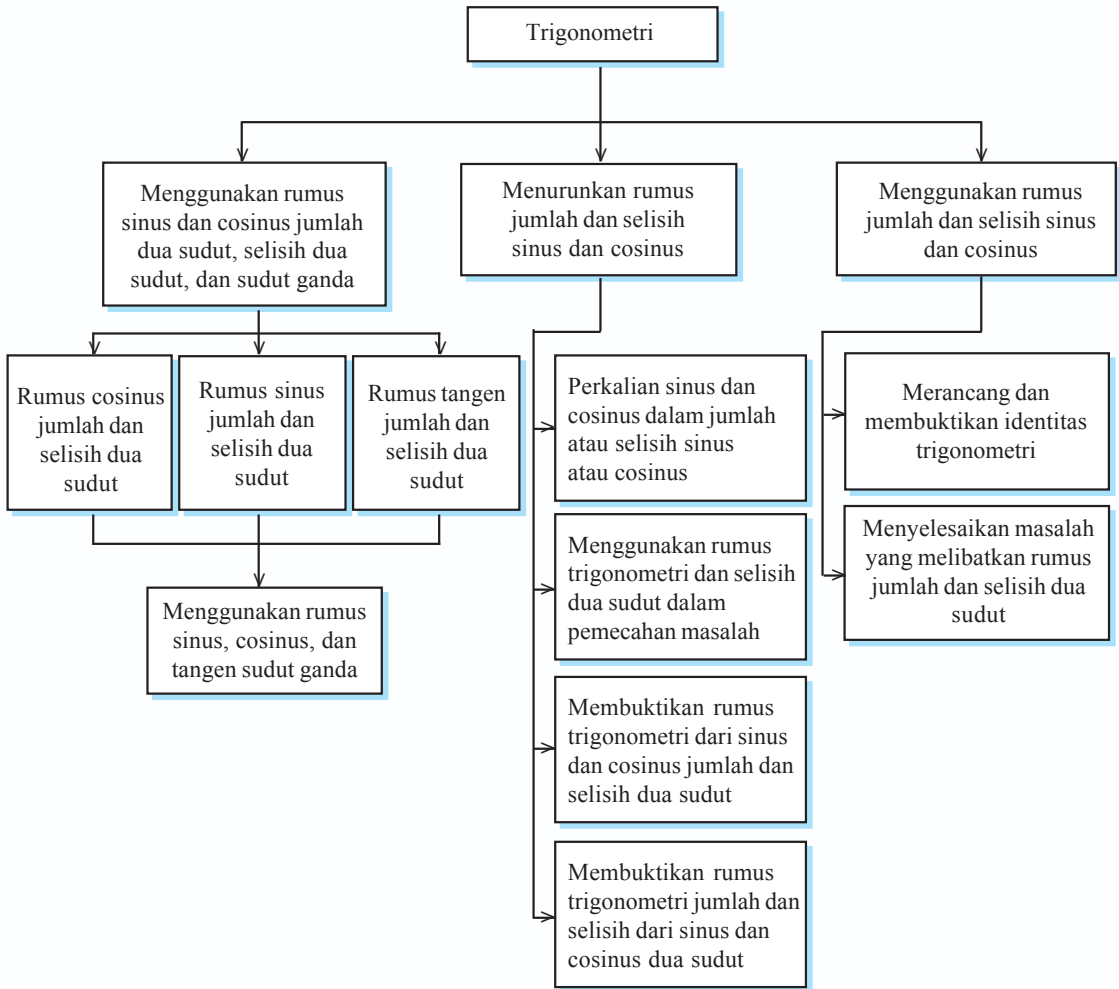 Trigonometri
Menggunakan rumus
sinus dan cosinus jumlah
dua sudut, selisih dua
sudut, dan sudut ganda
Menurunkan rumus
jumlah dan selisih
sinus dan cosinus
Menggunakan rumus
jumlah dan selisih sinus
dan cosinus
Rumus cosinus
jumlah dan
selisih dua
sudut
Rumus sinus
jumlah dan
selisih dua
sudut
Rumus tangen
jumlah dan
selisih dua
sudut
Menggunakan rumus
sinus, cosinus, dan
tangen sudut ganda
Perkalian sinus dan
cosinus dalam jumlah
atau selisih sinus
atau cosinus
Menggunakan rumus
trigonometri dan selisih
dua sudut dalam
pemecahan masalah
Membuktikan rumus
trigonometri dari sinus
dan cosinus jumlah dan
selisih dua sudut
Membuktikan rumus
trigonometri jumlah dan
selisih dari sinus dan
cosinus dua sudut
Merancang dan
membuktikan identitas
trigonometri
Menyelesaikan masalah
yang melibatkan rumus
jumlah dan selisih dua
sudut